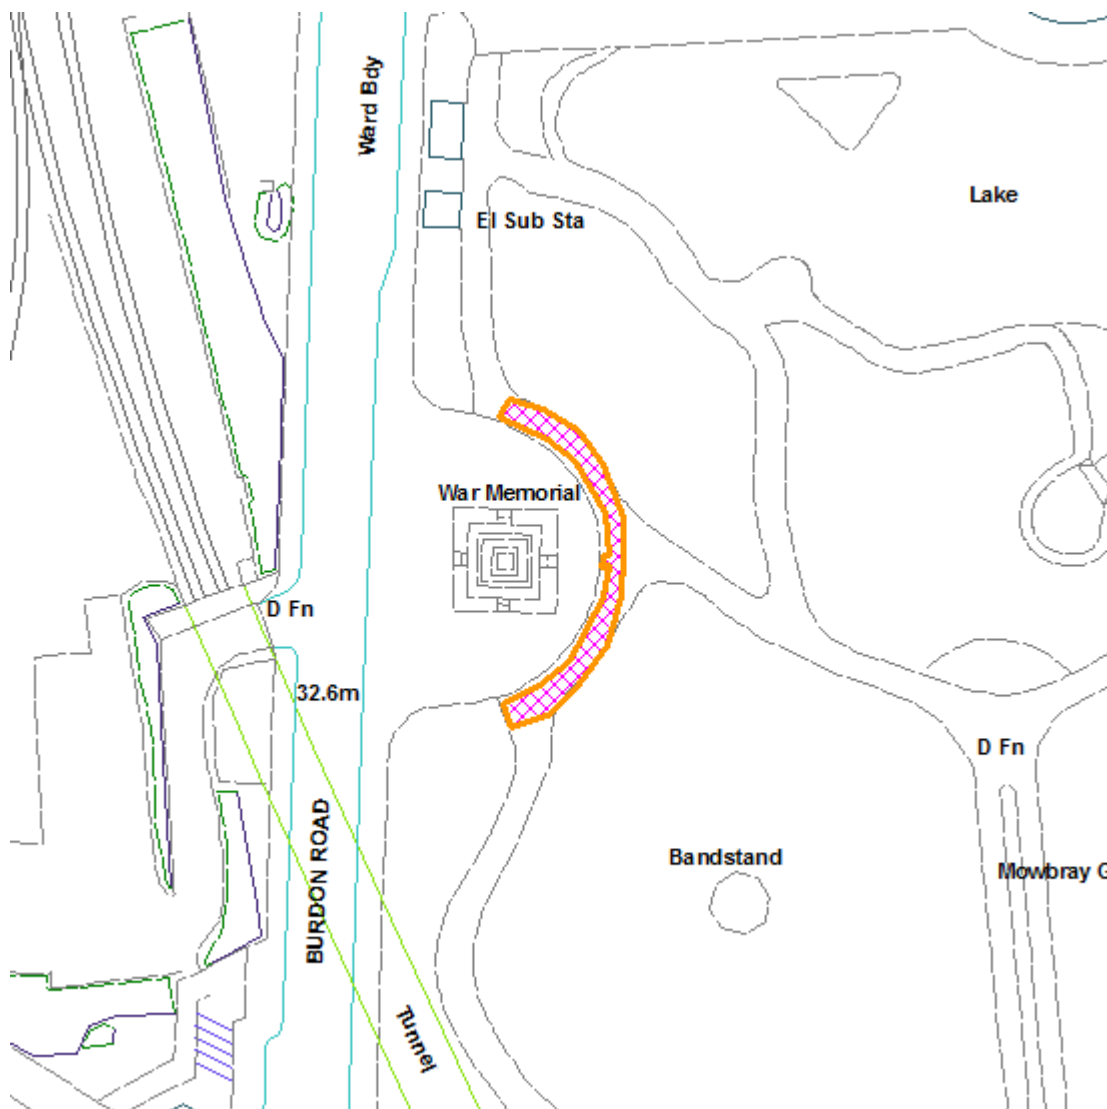 Ward Bdy
Lake
El Sub Sta
War Memorial
D Fn
32.6m
D Fn
BURDON ROAD
Bandstand
Mowbray G
Tunnel